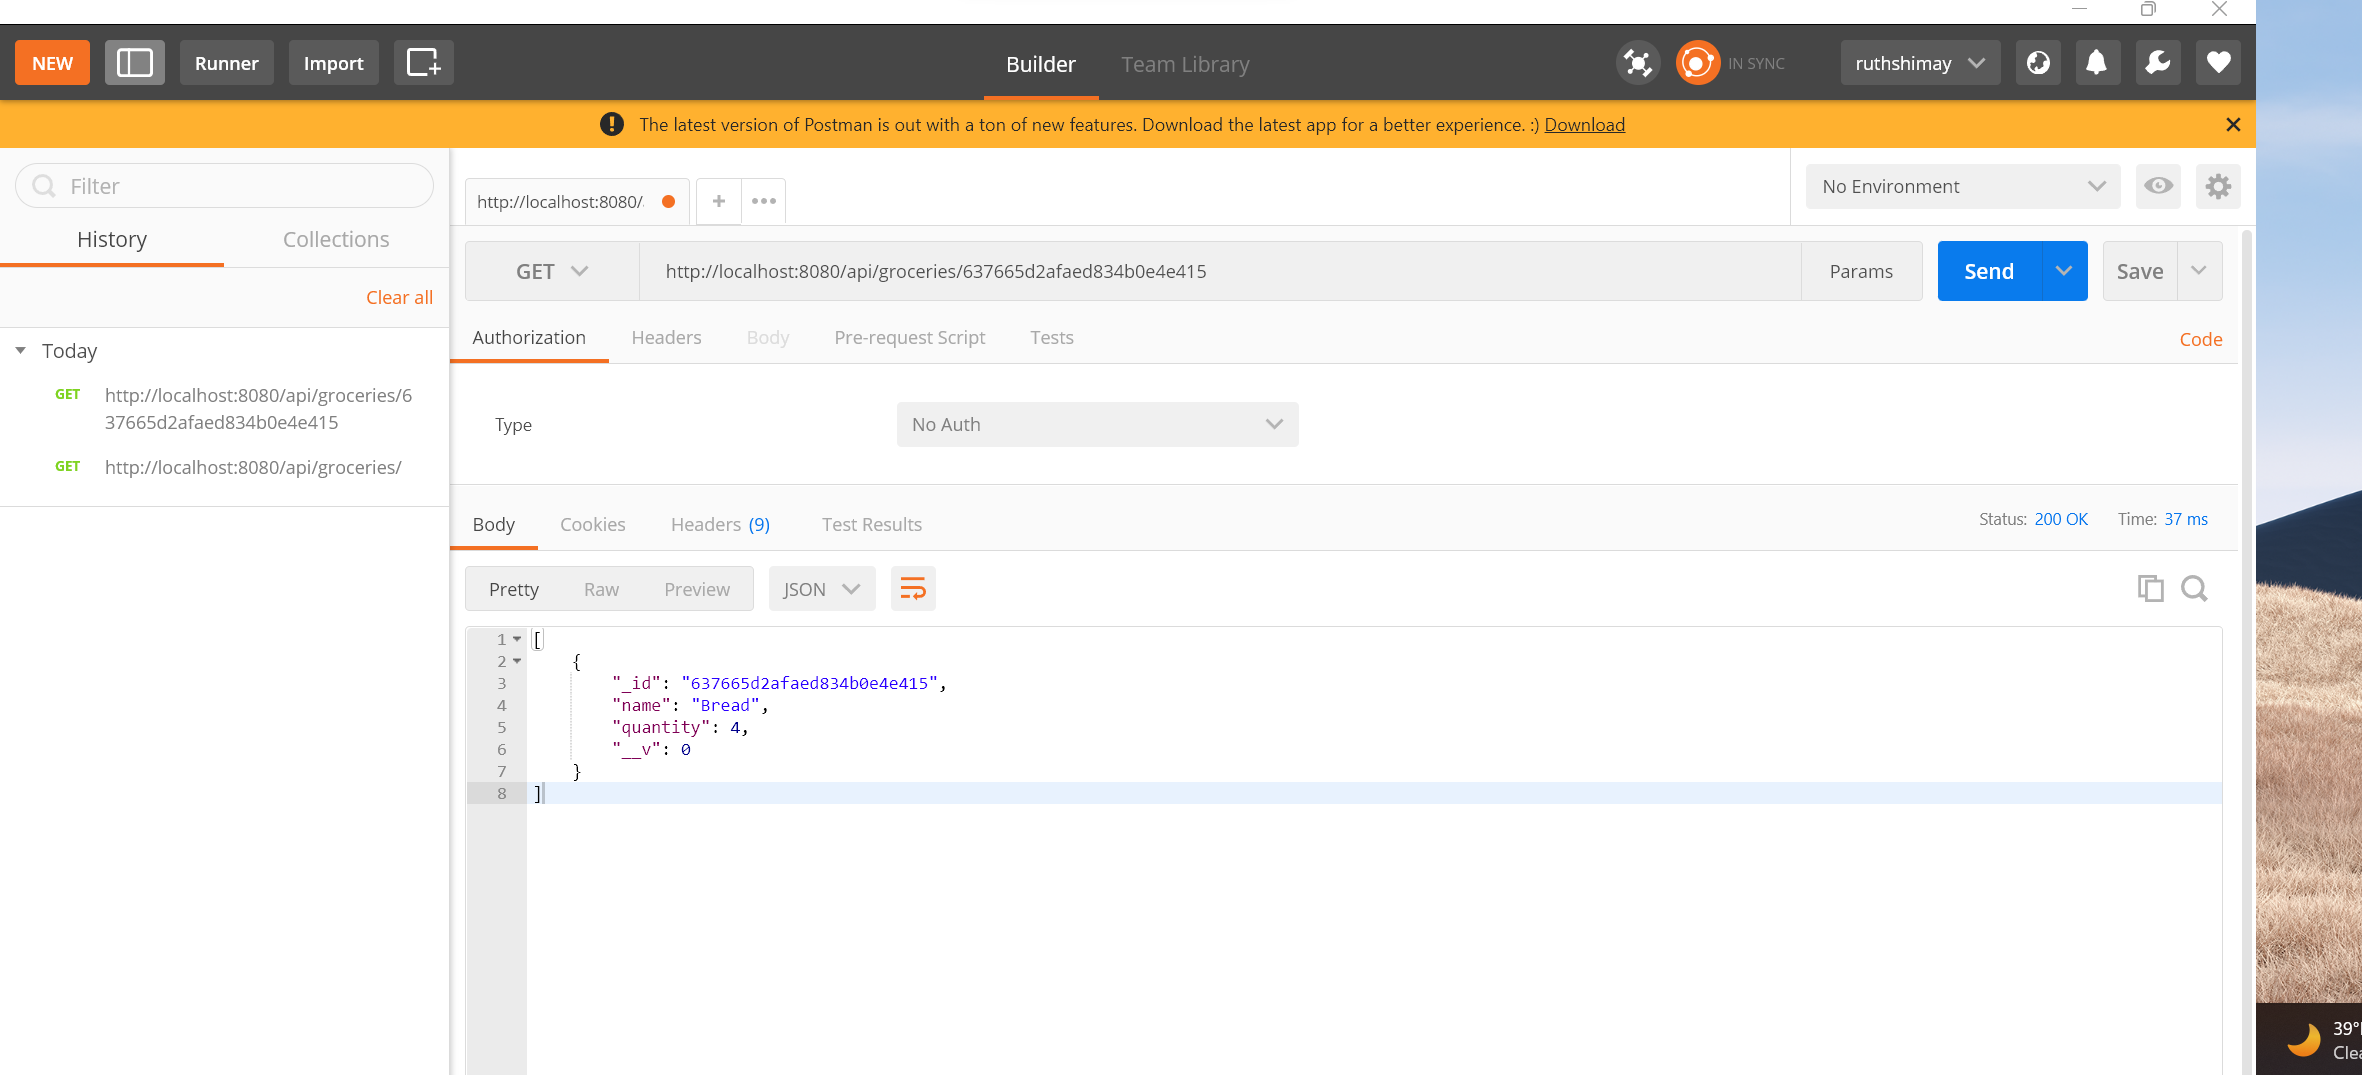 NEW
Runner
Import
Builder
Team Library
IN SYNC
ruthshimay
The latest version of Postman is out with a ton of new features. Download the latest app for a better experience. :) Download
Filter
History
Collections
Clear all
Today
GET http://localhost:8080/api/groceries/6
37665d2afaed834b0e4e415
GET http://localhost:8080/api/groceries/
http://localhost:8080/
No Environment
GET
http://localhost:8080/api/groceries/637665d2afaed834b0e4e415
Params
Send
Save
Authorization
Headers
Body
Pre-request Script
Tests
Code
Type
No Auth
Body
Cookies
Headers (9)
Test Results
Status: 200 OK
Time: 37 ms
Pretty
Raw
Preview
JSON
1 [
2 {
3 "_id": "637665d2afaed834b0e4e415",
4 "name": "Bread",
5 "quantity": 4,
6 "__v": 0
7 }
8 ]
39°